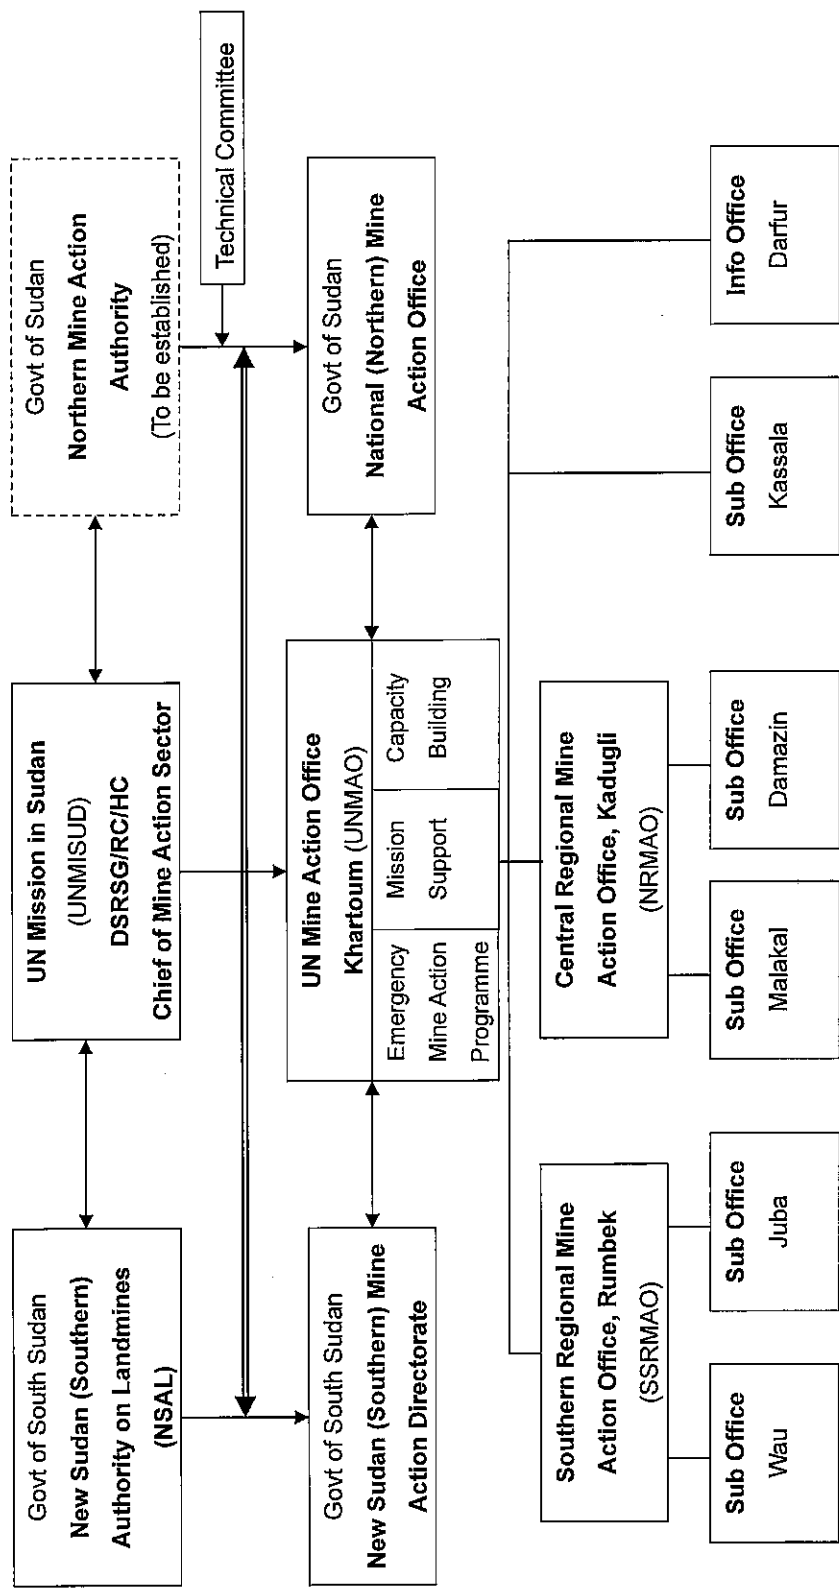 Govt of South Sudan
New Sudan (Southern)
Authority on Landmines
(NSAL)
UN Mission in Sudan
(UNMISUD)
DSRSG/RC/HC
Chief of Mine Action Sector
Govt of Sudan
Northern Mine Action
Authority
(To be established)
Technical Committee
Govt of South Sudan
New Sudan (Southern) Mine
Action Directorate
UN Mine Action Office
Khartoum (UNMAO)
Emergency
Mine Action
Programme
Mission
Support
Capacity
Building
Govt of Sudan
National (Northern) Mine
Action Office
Southern Regional Mine
Action Office, Rumbek
(SSRMAO)
Central Regional Mine
Action Office, Kadugli
(NRMAO)
Sub Office
Wau
Sub Office
Juba
Sub Office
Malakal
Sub Office
Damazin
Sub Office
Kassala
Info Office
Darfur